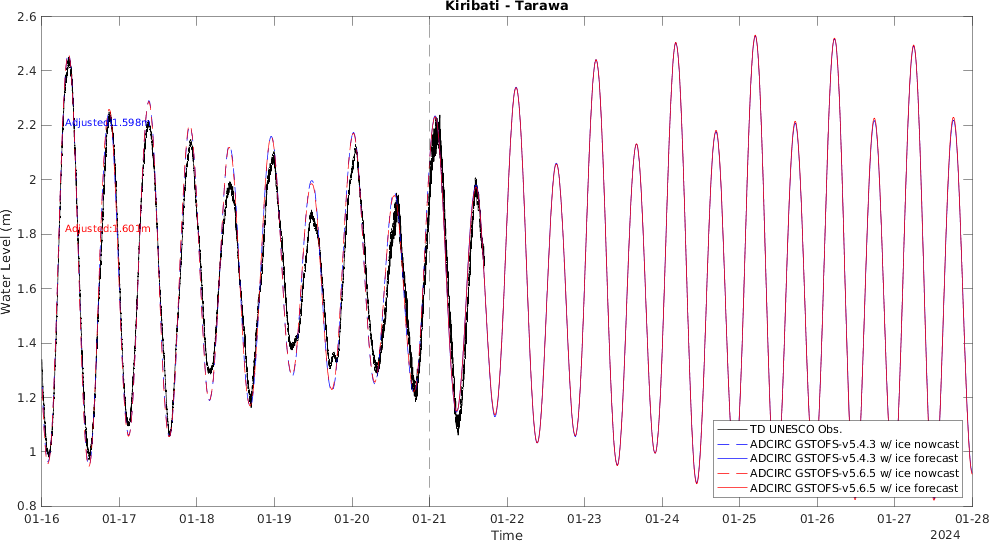 Kiribati - Tarawa
2.6
2.4
2.2
2
1.8
1.6
1.4
1.2
1
0.8
Water Level (m)
Adjusted:1.598m
Adjusted:1.601m
TD UNESCO Obs.
ADCIRC GSTOFS-v5.4.3 w/ ice nowcast
ADCIRC GSTOFS-v5.4.3 w/ ice forecast
ADCIRC GSTOFS-v5.6.5 w/ ice nowcast
ADCIRC GSTOFS-v5.6.5 w/ ice forecast
01-16 01-17 01-18 01-19 01-20 01-21 01-22 01-23 01-24 01-25 01-26 01-27 01-28
Time
2024